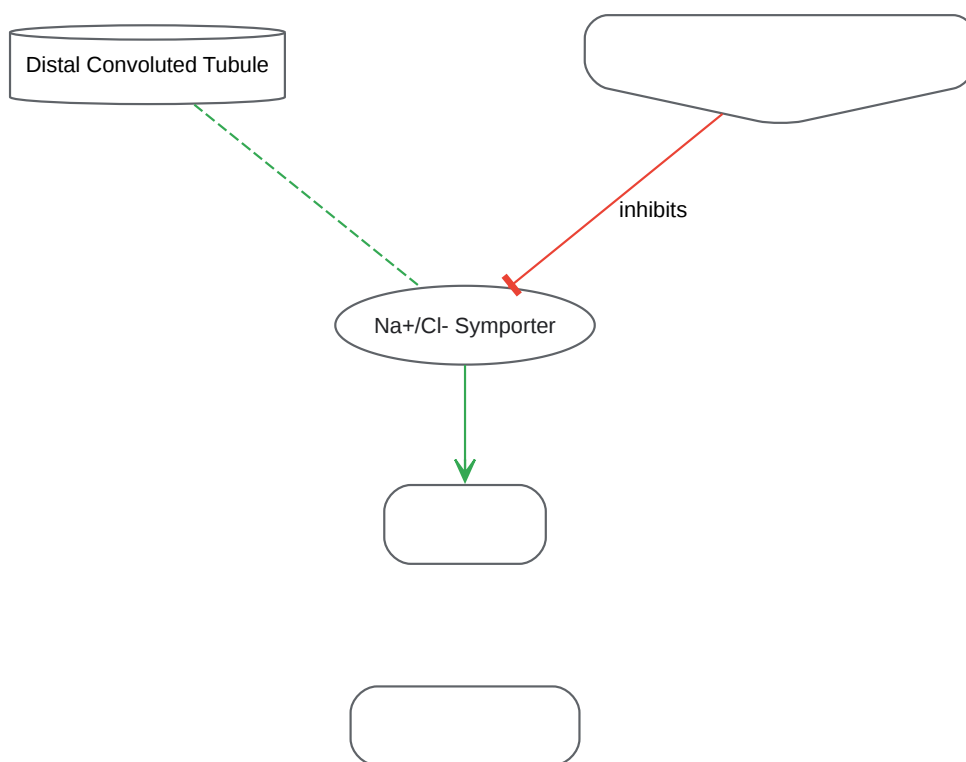 Distal Convoluted Tubule
inhibits
Na+/Cl- Symporter